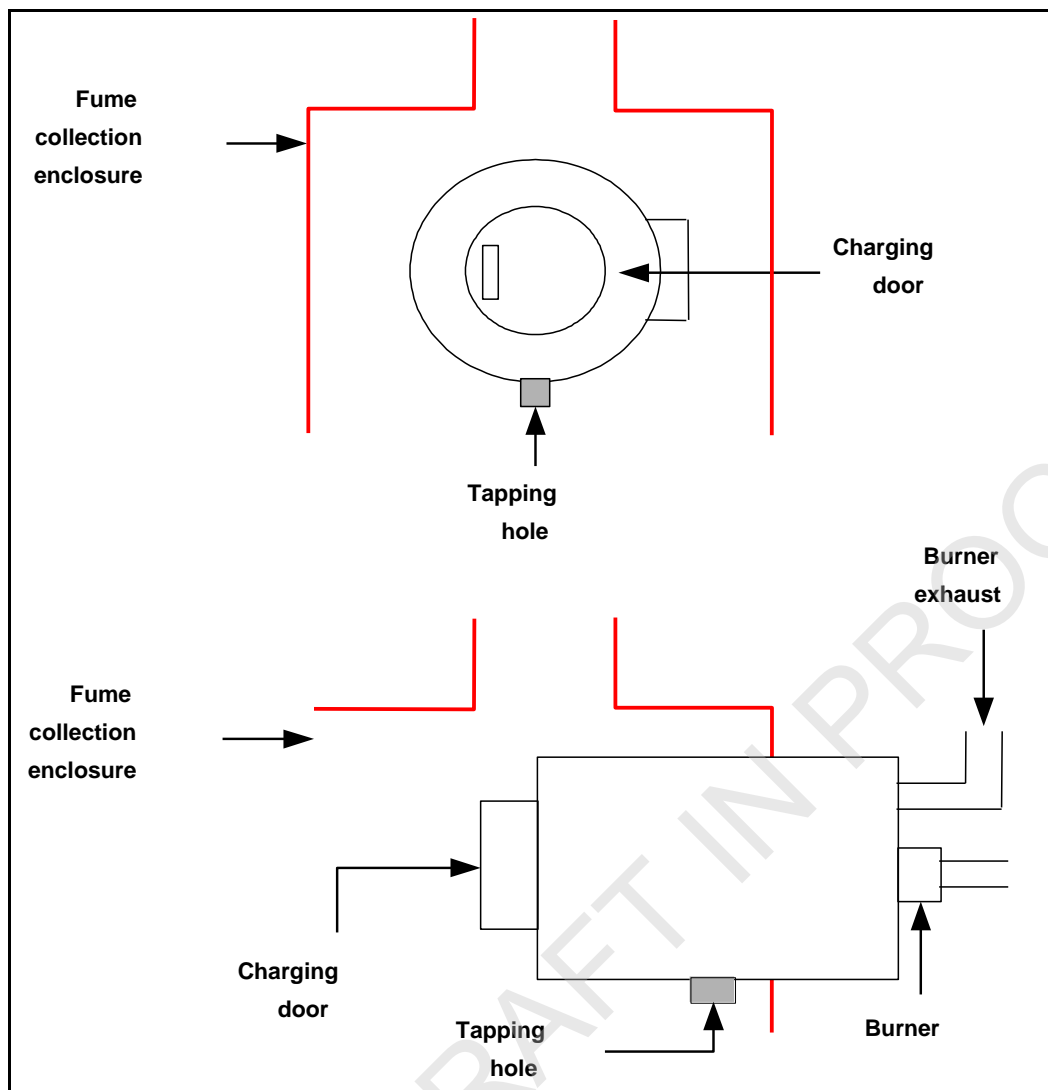 Fume
collection
enclosure
Charging
door
Tapping
hole
Burner
exhaust
Fume
collection
enclosure
Charging
door
Tapping
hole
Burner
RAFT IN PROC